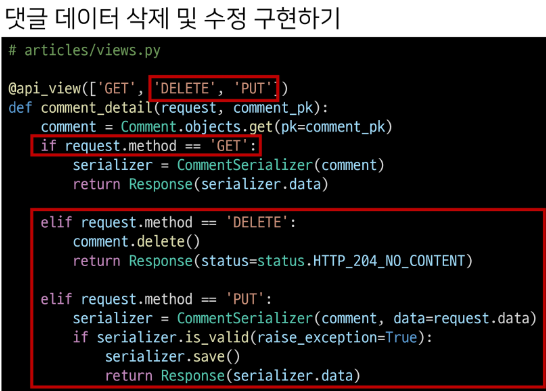 댓글 데이터 삭제 및 수정 구현하기
# articles/views.py
@api_view(['GET', 'DELETE', 'PUT'])
def comment_detail(request, comment_pk):
    comment = Comment.objects.get(pk=comment_pk)
    if request.method == 'GET':
        serializer = CommentSerializer(comment)
        return Response(serializer.data)
    elif request.method == 'DELETE':
        comment.delete()
        return Response(status=status.HTTP_204_NO_CONTENT)
    elif request.method == 'PUT':
        serializer = CommentSerializer(comment, data=request.data)
        if serializer.is_valid(raise_exception=True):
            serializer.save()
            return Response(serializer.data)